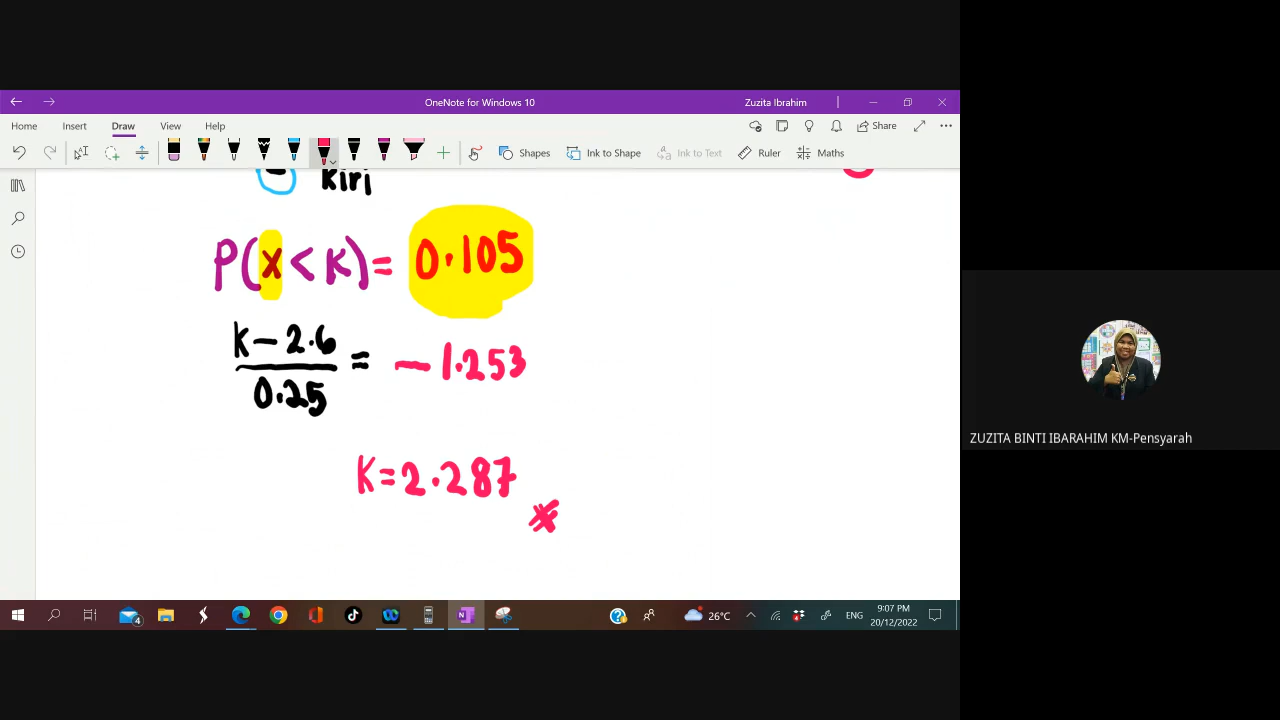 OneNote for Windows 10
Zuzita Ibrahim
Home Insert Draw View Help
Share
Shapes Ink to Shape Ink to Text Ruler Maths
Kiri
P(x < K) = 0.105
K - 2.6 / 0.25 = -1.253
K = 2.287
ZUZITA BINTI IBARAHIM KM-Pensyarah
4
26°C
ENG
9:07 PM
20/12/2022